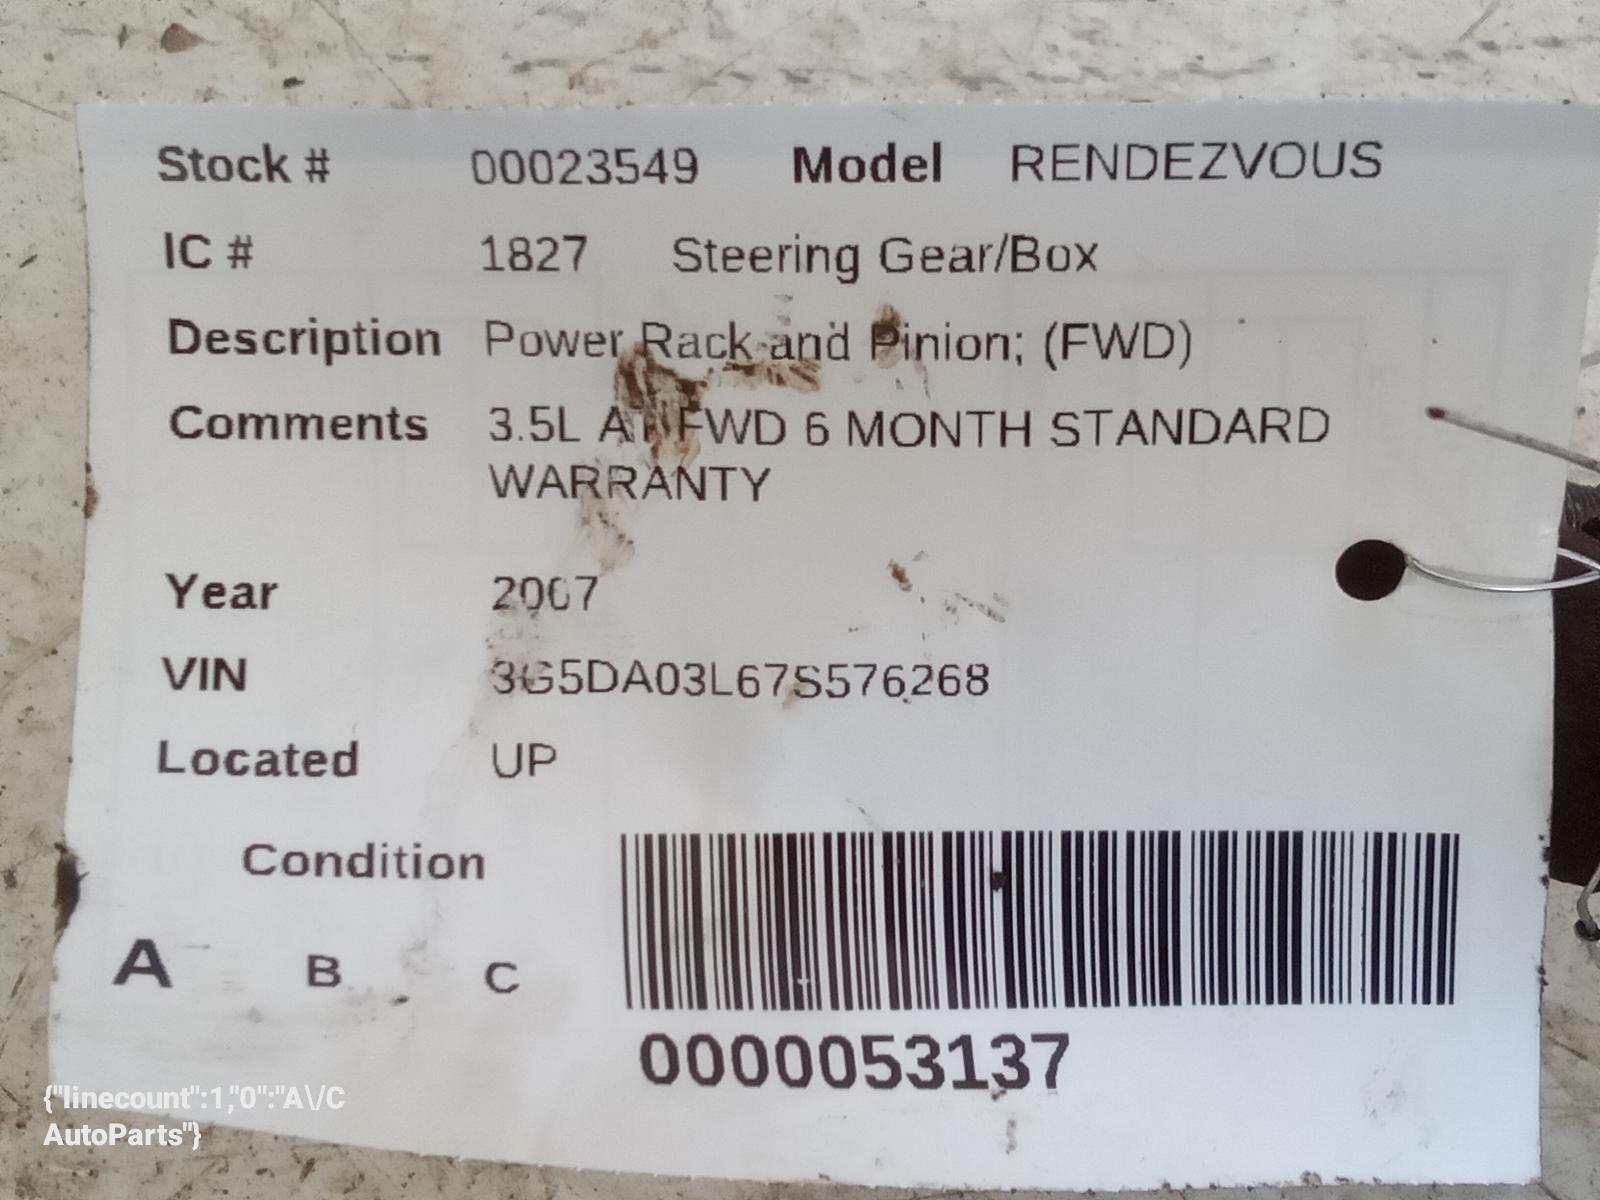 Stock # 00023549 Model RENDEZVOUS
IC # 1827 Steering Gear/Box
Description Power Rack and Pinion; (FWD)
Comments 3.5L AT FWD 6 MONTH STANDARD
WARRANTY
Year 2007
VIN 3G5DA03L67S576268
Located UP
Condition
A B C
0000053137
{"linecount":1,"0":"A\/C
AutoParts"}